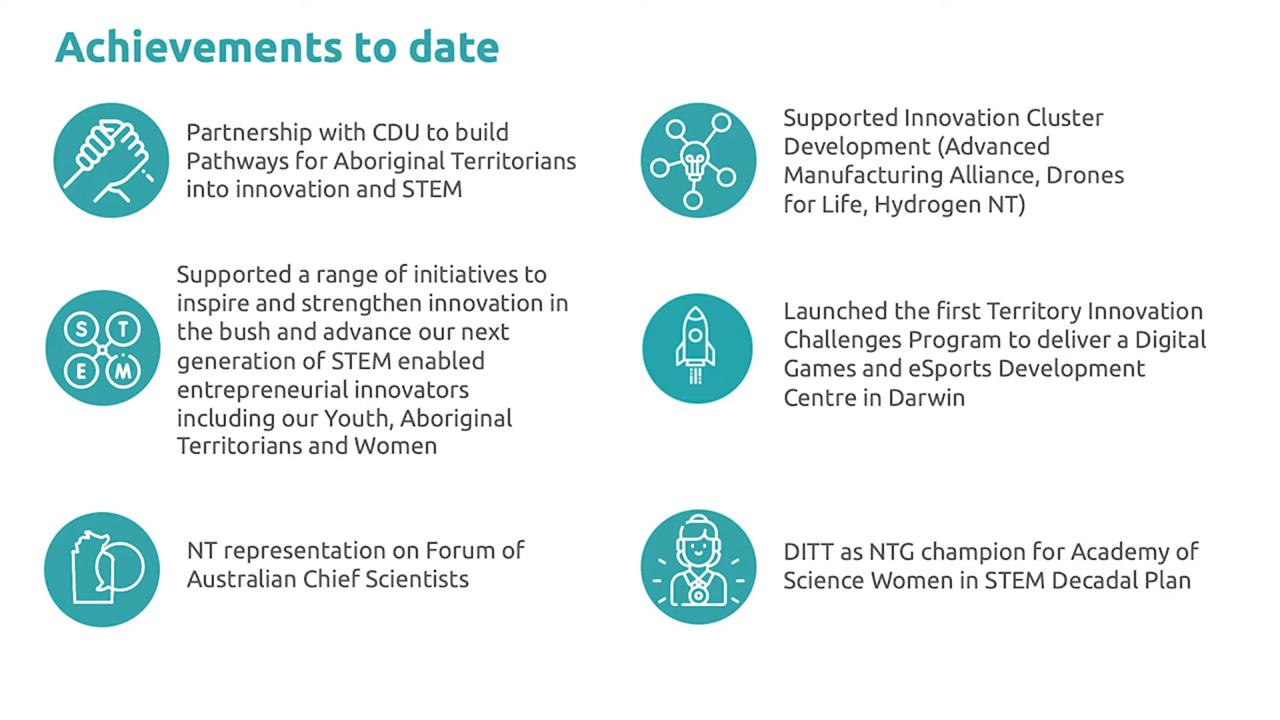 Achievements to date
Partnership with CDU to build
Pathways for Aboriginal Territorians
into innovation and STEM
Supported Innovation Cluster
Development (Advanced
Manufacturing Alliance, Drones
for Life, Hydrogen NT)
S T
E M
Supported a range of initiatives to
inspire and strengthen innovation in
the bush and advance our next
generation of STEM enabled
entrepreneurial innovators
including our Youth, Aboriginal
Territorians and Women
Launched the first Territory Innovation
Challenges Program to deliver a Digital
Games and eSports Development
Centre in Darwin
NT representation on Forum of
Australian Chief Scientists
DITT as NTG champion for Academy of
Science Women in STEM Decadal Plan